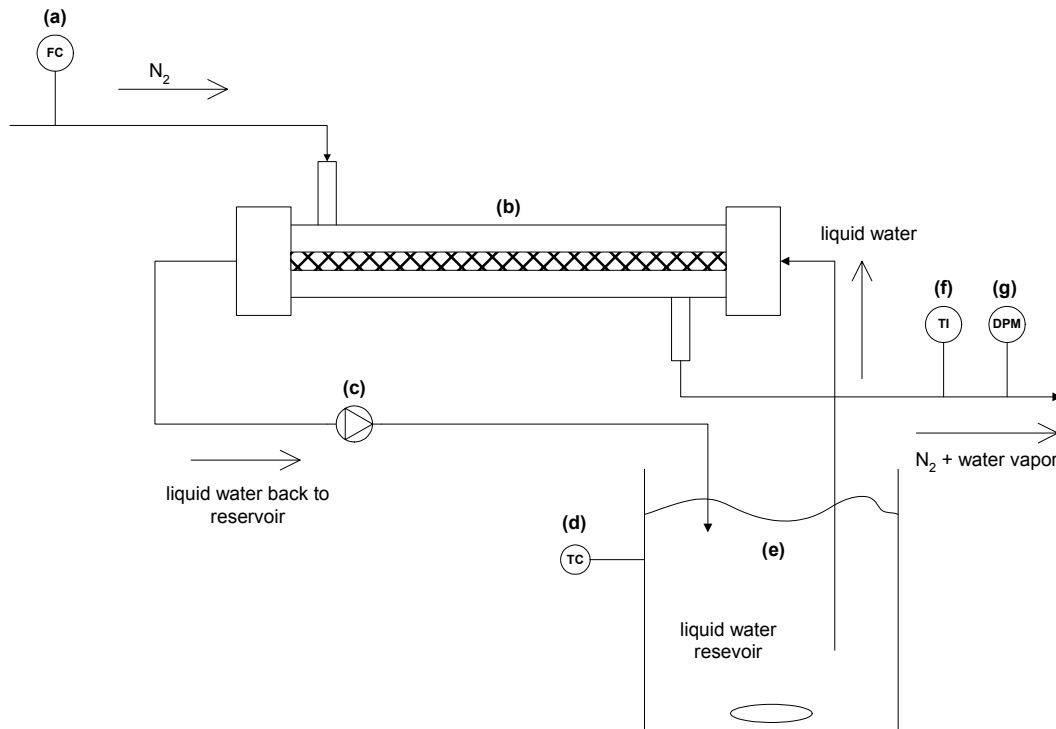 (a)
FC
N2
(b)
liquid water
(f)
(g)
TI
DPM
(c)
N2 + water vapor
liquid water back to
reservoir
(d)
(e)
TC
liquid water
resevoir